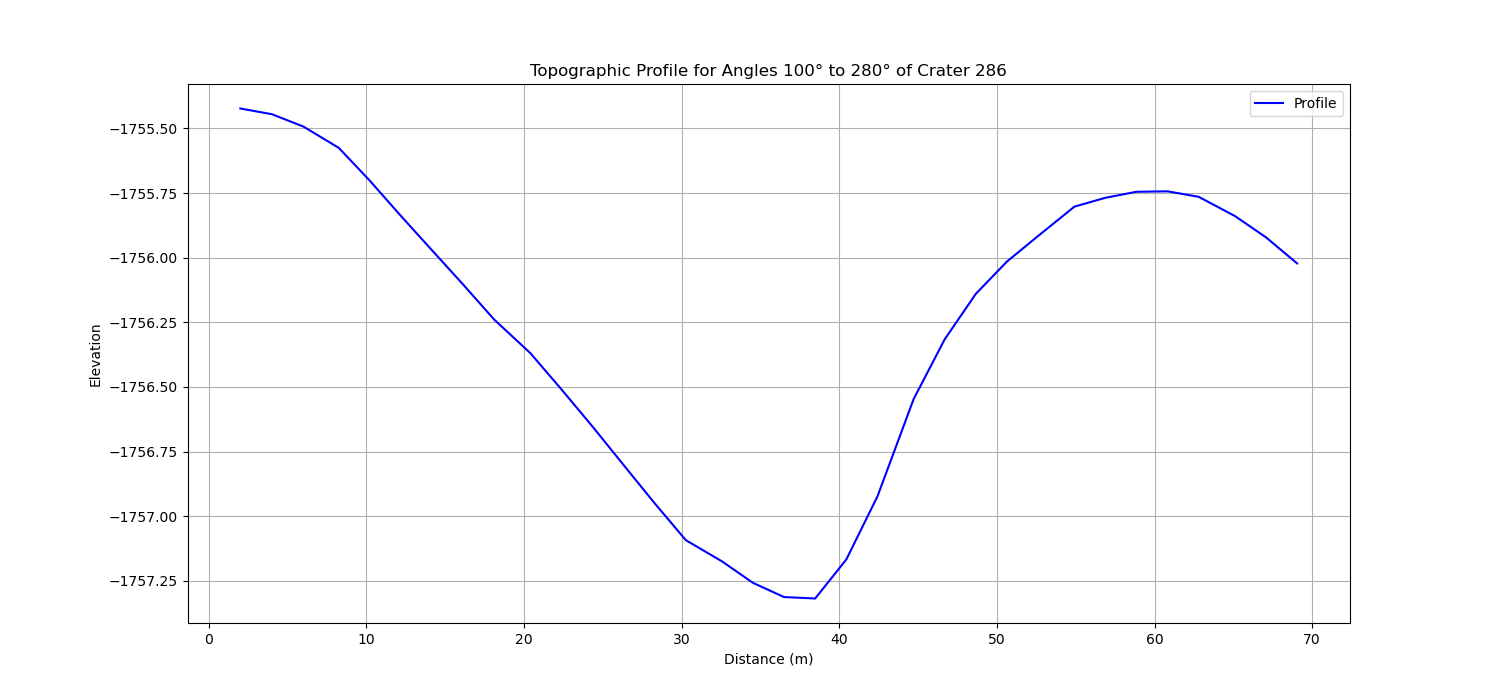 Topographic Profile for Angles 100° to 280° of Crater 286
Profile
Elevation
−1755.50
−1755.75
−1756.00
−1756.25
−1756.50
−1756.75
−1757.00
−1757.25
0 10 20 30 40 50 60 70
Distance (m)